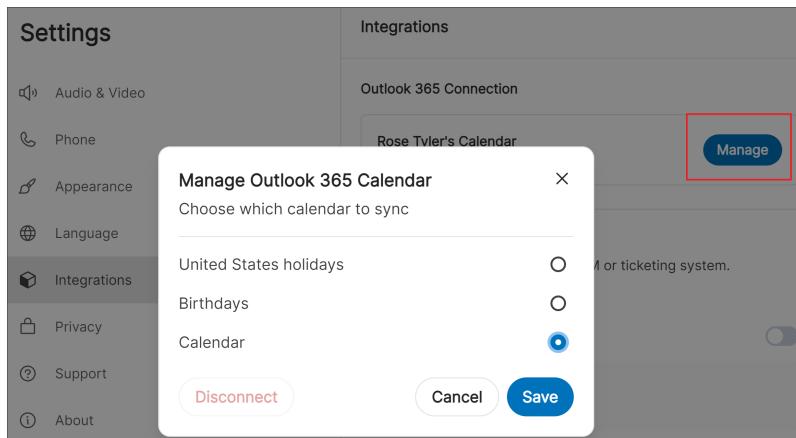 Settings
Audio & Video
Phone
Appearance
Language
Integrations
Privacy
Support
About
Integrations
Outlook 365 Connection
Rose Tyler's Calendar
Manage
or ticketing system.
Manage Outlook 365 Calendar
Choose which calendar to sync
United States holidays
Birthdays
Calendar
Disconnect
Cancel
Save